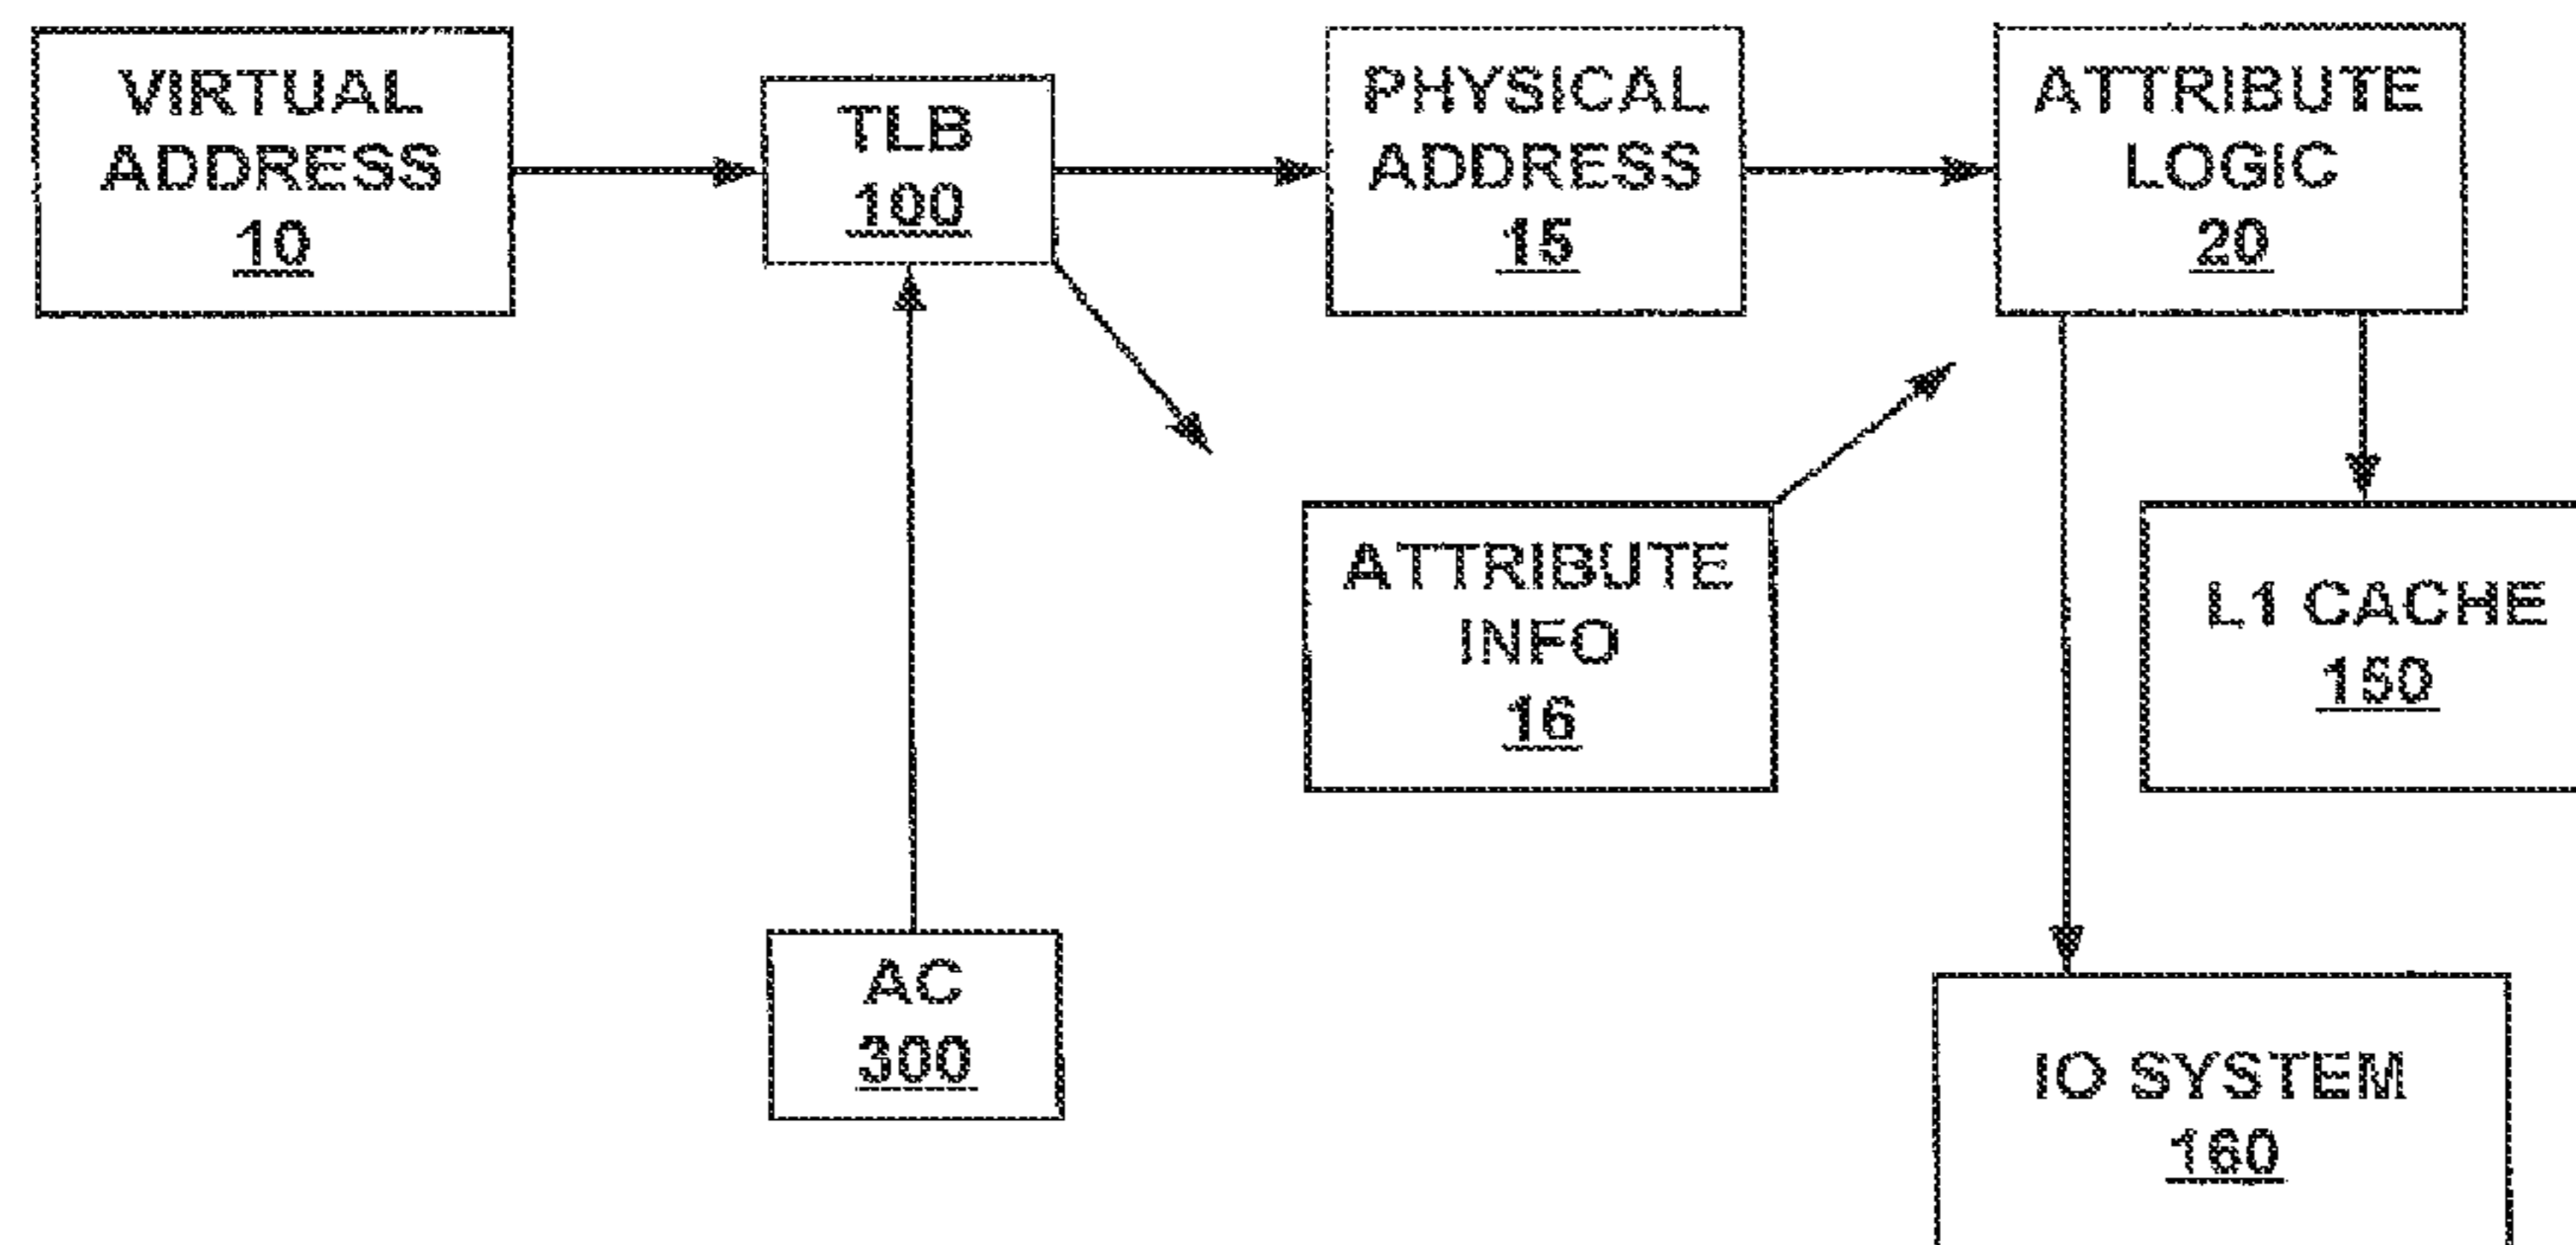 VIRTUAL
ADDRESS
10
TLB
100
PHYSICAL
ADDRESS
15
ATTRIBUTE
LOGIC
20
ATTRIBUTE
INFO
16
L1 CACHE
150
AC
300
IO SYSTEM
160